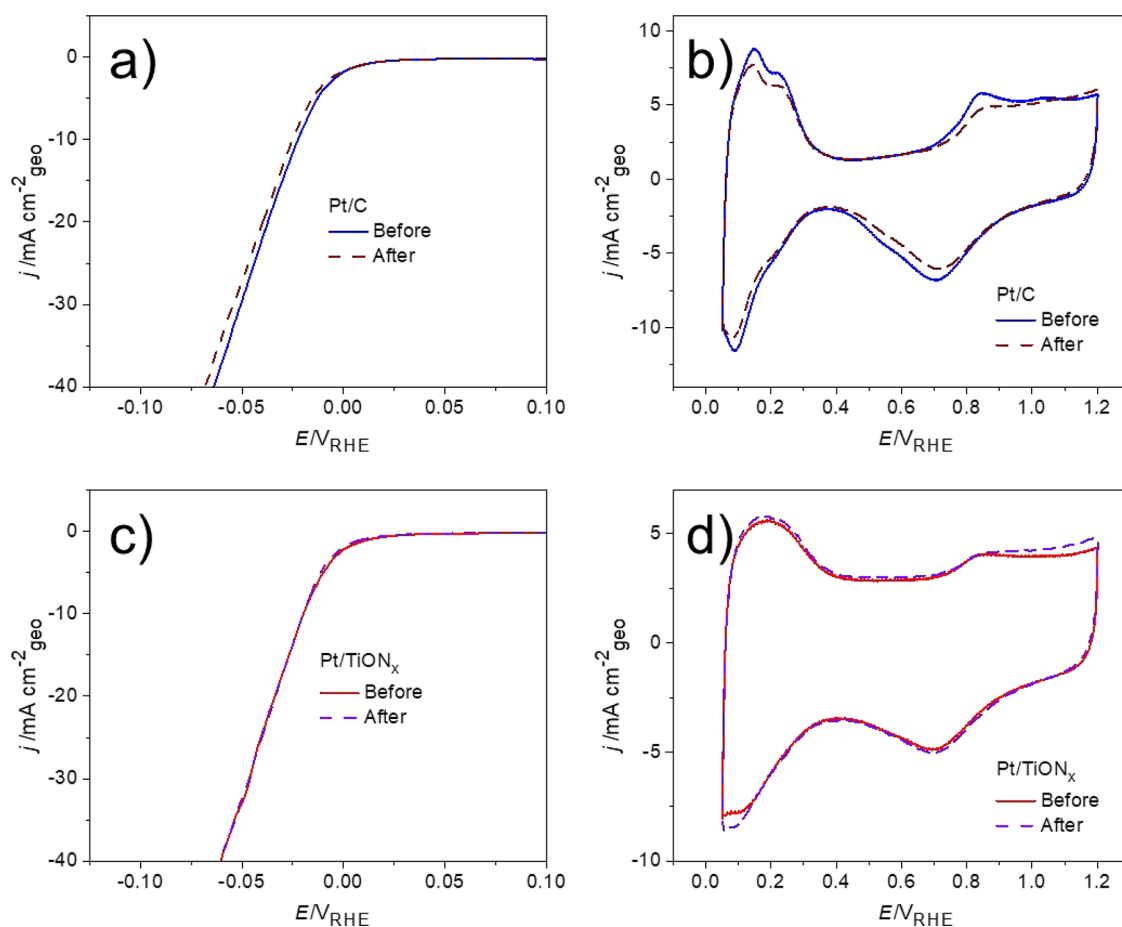 a)
0
-10
-20
-30
-40
j /mA cm⁻²geo
Pt/C
Before
After
-0.10
-0.05
0.00
0.05
0.10
E/VRHE
b)
10
5
0
-5
-10
j /mA cm⁻²geo
Pt/C
Before
After
0.0
0.2
0.4
0.6
0.8
1.0
1.2
E/VRHE
c)
0
-10
-20
-30
-40
j /mA cm⁻²geo
Pt/TiONx
Before
After
-0.10
-0.05
0.00
0.05
0.10
E/VRHE
d)
5
0
-5
-10
j /mA cm⁻²geo
Pt/TiONx
Before
After
0.0
0.2
0.4
0.6
0.8
1.0
1.2
E/VRHE